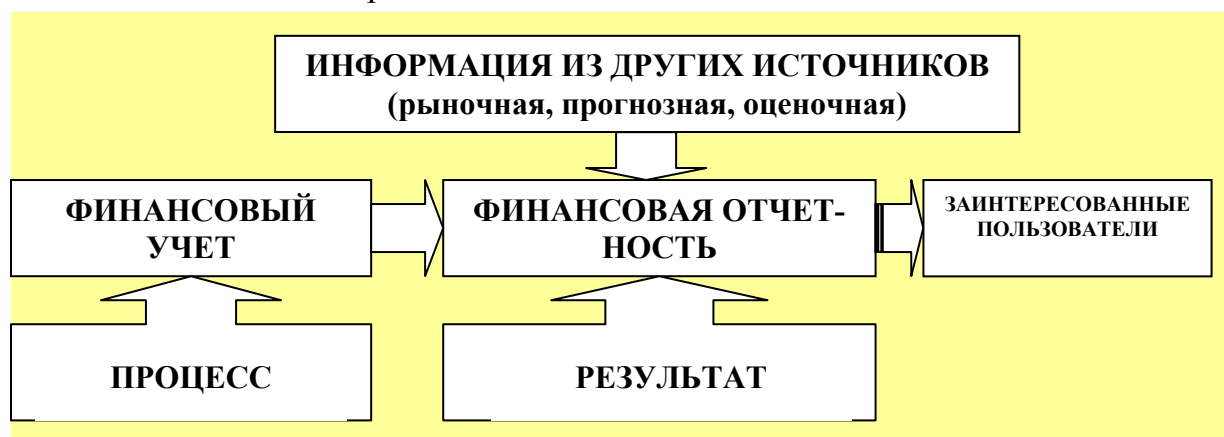 ИНФОРМАЦИЯ ИЗ ДРУГИХ ИСТОЧНИКОВ
(рыночная, прогнозная, оценочная)
ФИНАНСОВЫЙ
УЧЕТ
ФИНАНСОВАЯ ОТЧЕТ-
НОСТЬ
ЗАИНТЕРЕСОВАННЫЕ
ПОЛЬЗОВАТЕЛИ
ПРОЦЕСС
РЕЗУЛЬТАТ